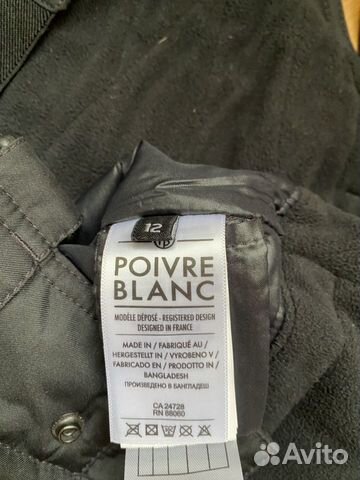 12
POIVRE
BLANC
MODÈLE DÉPOSÉ - REGISTERED DESIGN
DESIGNED IN FRANCE
MADE IN / FABRIQUÉ AU /
HERGESTELLT IN / VYROBENO V /
FABRICADO EN / PRODOTTO IN /
BANGLADESH
ПРОИЗВЕДЕНО В БАНГЛАДЕШ
CA 24728
RN 88060
Avito